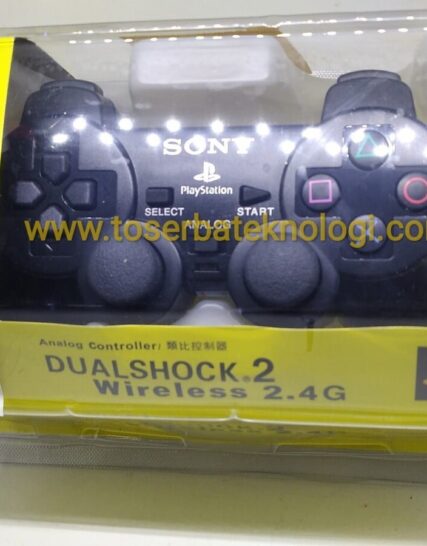 SONY
PlayStation
SELECT START
ANALOG
www.toserbateknologi.co
Analog Controller/ 類比控制器
DUALSHOCK®2
Wireless 2.4G